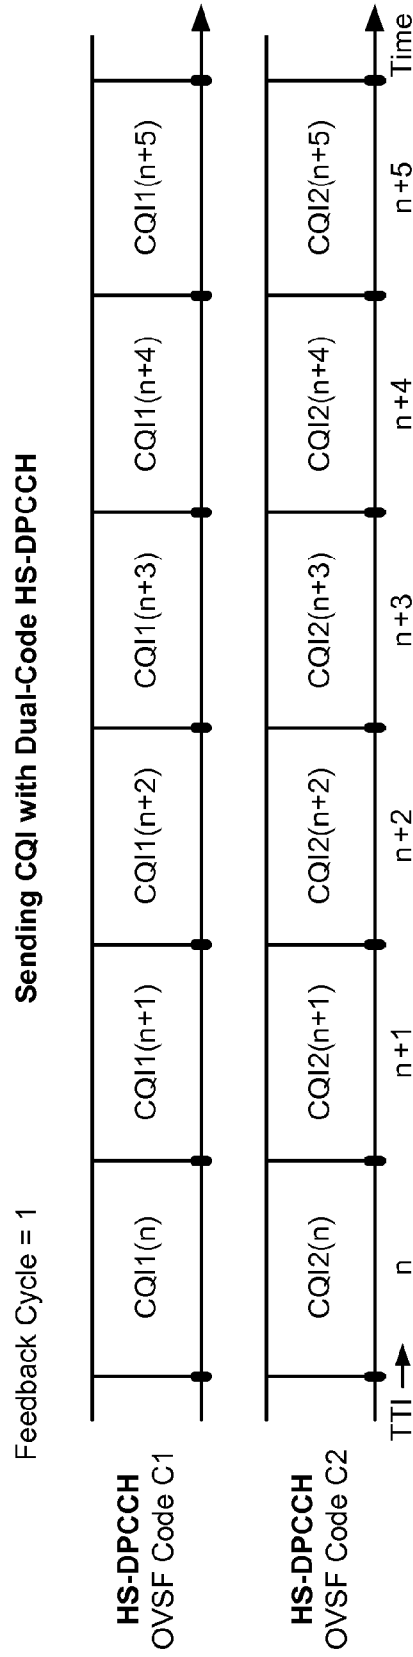 Sending CQI with Dual-Code HS-DPCCH
Feedback Cycle = 1
HS-DPCCH
OVSF Code C1
CQI1(n)
CQI1(n+1)
CQI1(n+2)
CQI1(n+3)
CQI1(n+4)
CQI1(n+5)
HS-DPCCH
OVSF Code C2
CQI2(n)
CQI2(n+1)
CQI2(n+2)
CQI2(n+3)
CQI2(n+4)
CQI2(n+5)
TTI
n
n+1
n+2
n+3
n+4
n+5
Time